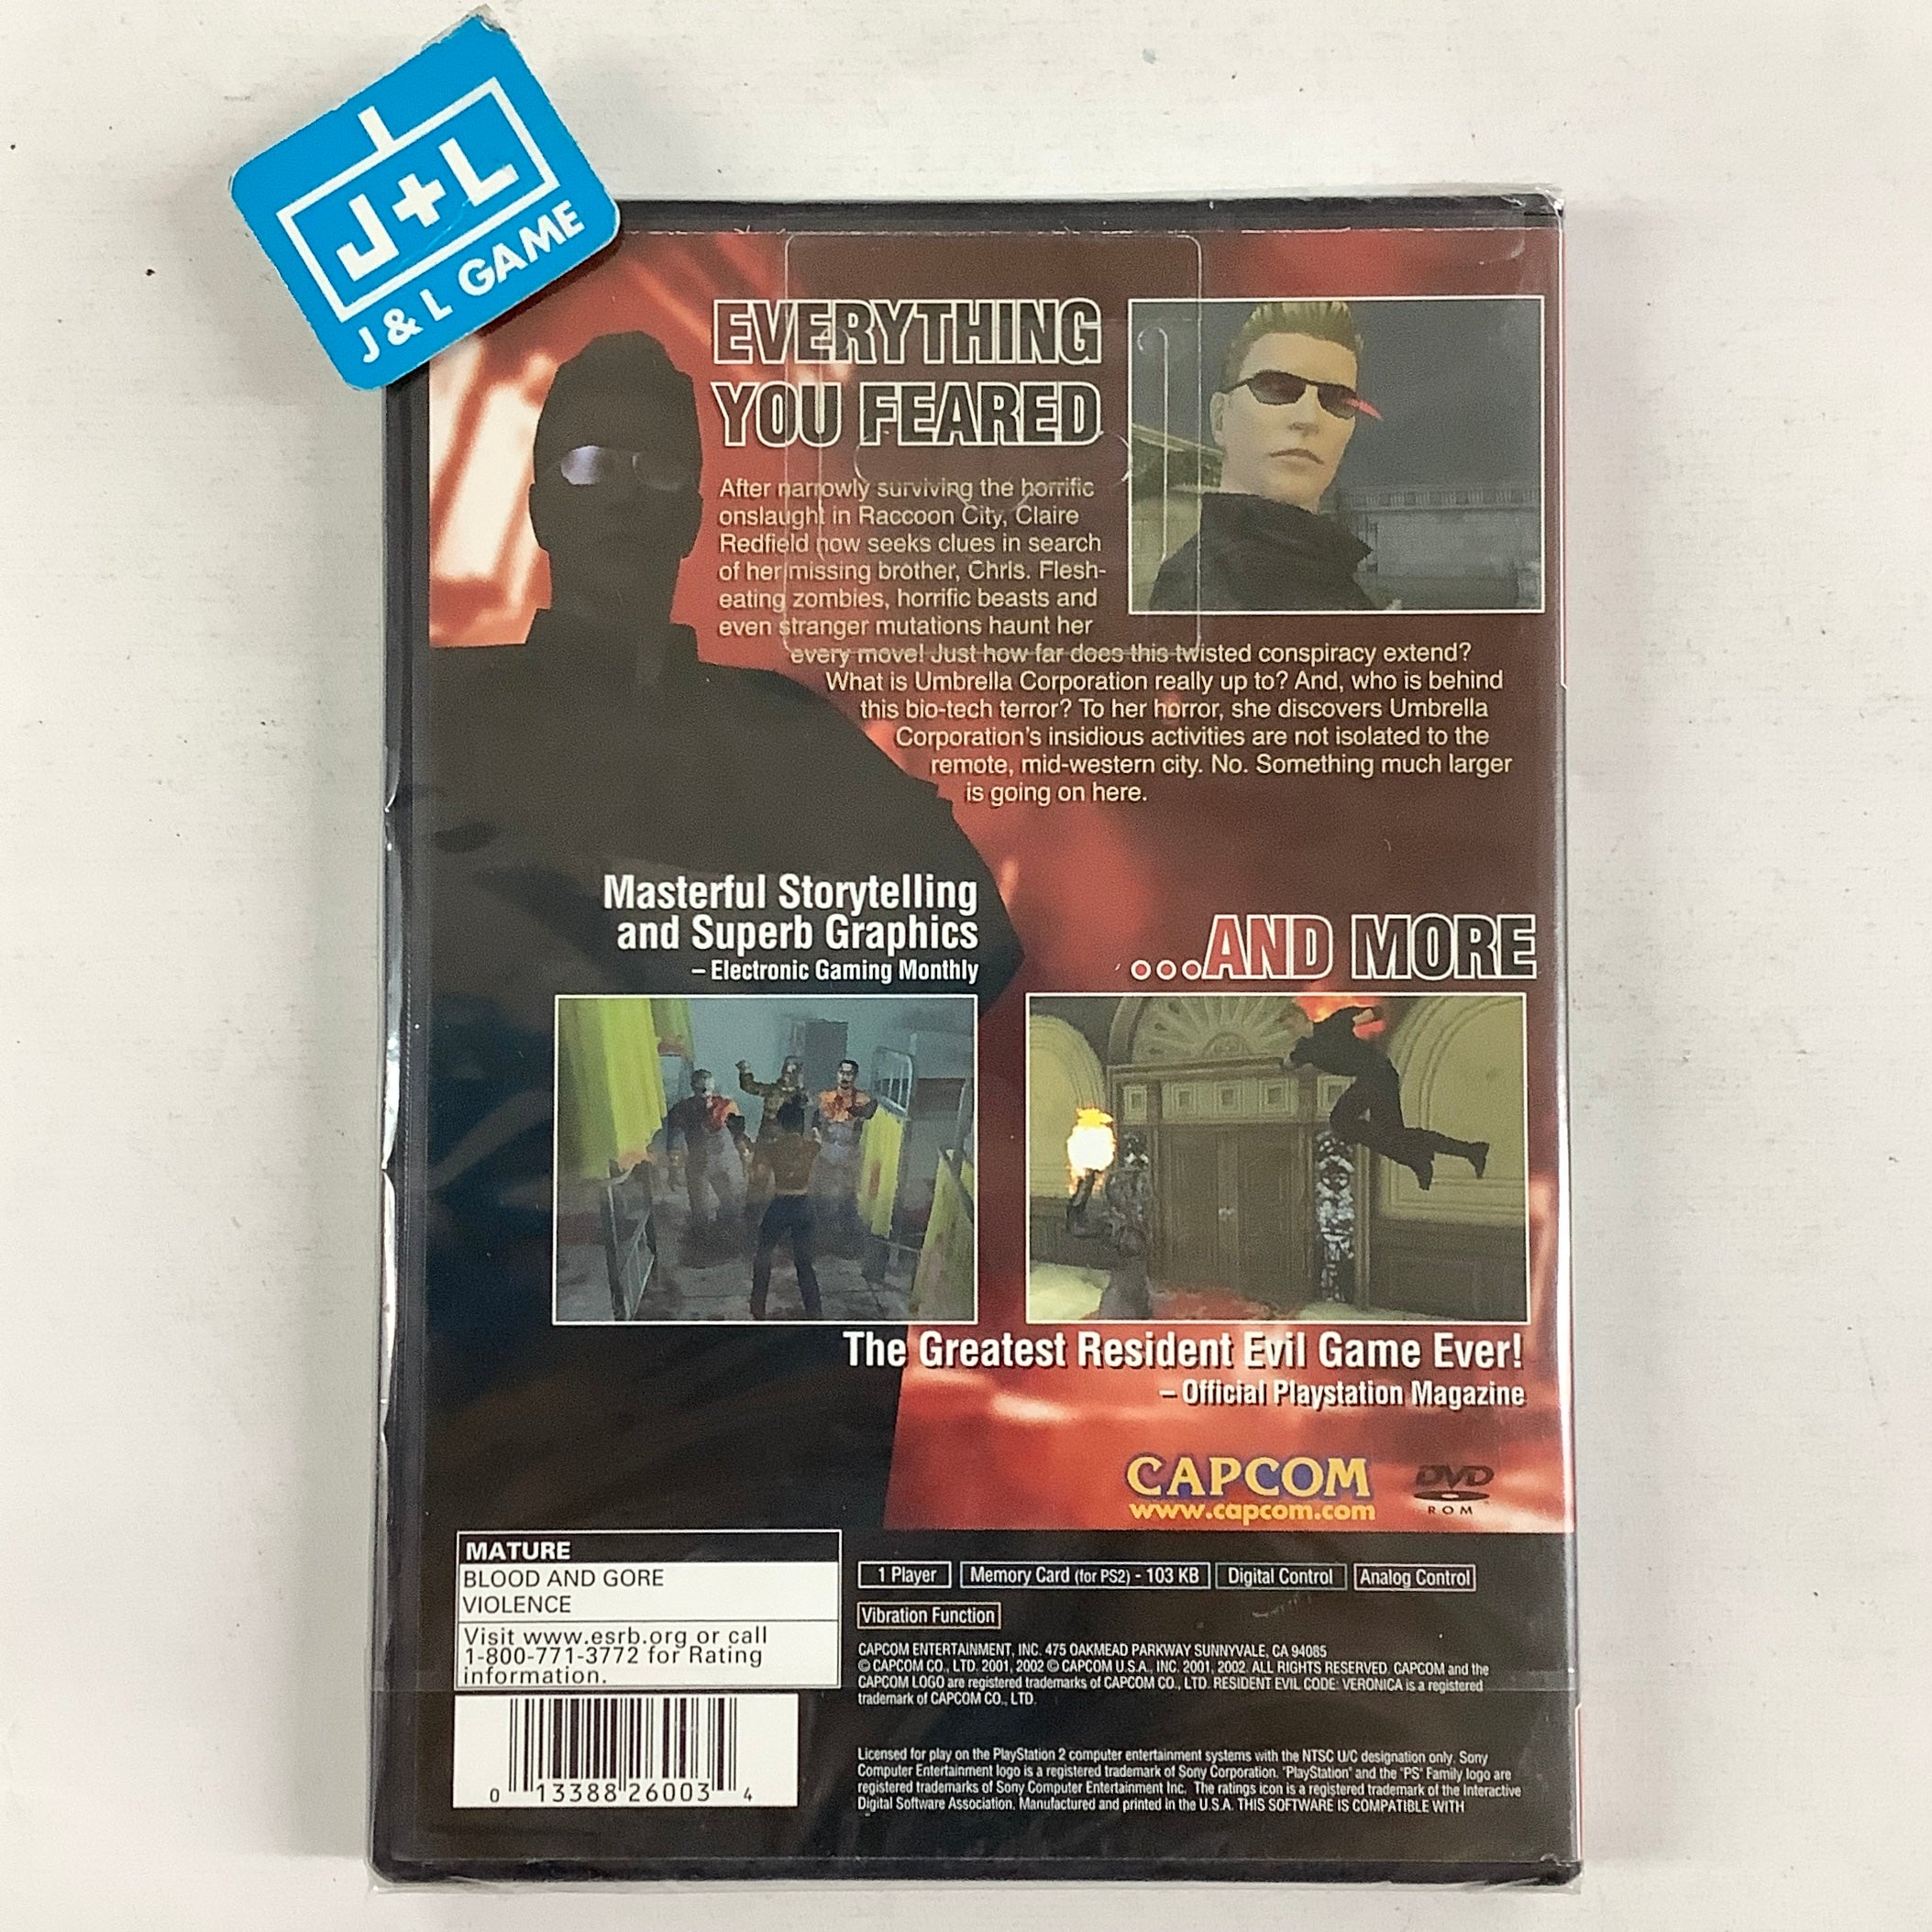 J+L
J & L GAME
EVERYTHING
YOU FEARED
After narrowly surviving the horrific
onslaught in Raccoon City, Claire
Redfield now seeks clues in search
of her missing brother, Chris. Flesh-
eating zombies, horrific beasts and
even stranger mutations haunt her
every move! Just how far does this twisted conspiracy extend?
What is Umbrella Corporation really up to? And, who is behind
this bio-tech terror? To her horror, she discovers Umbrella
Corporation's insidious activities are not isolated to the
remote, mid-western city. No. Something much larger
is going on here.
Masterful Storytelling
and Superb Graphics
– Electronic Gaming Monthly
...AND MORE
The Greatest Resident Evil Game Ever!
– Official Playstation Magazine
CAPCOM
www.capcom.com
DVD
ROM
MATURE
BLOOD AND GORE
VIOLENCE
Visit www.esrb.org or call
1-800-771-3772 for Rating
information.
1 Player Memory Card (for PS2) - 103 KB Digital Control Analog Control
Vibration Function
CAPCOM ENTERTAINMENT, INC. 475 OAKMEAD PARKWAY SUNNYVALE, CA 94085
© CAPCOM CO., LTD. 2001, 2002 © CAPCOM U.S.A., INC. 2001, 2002. ALL RIGHTS RESERVED. CAPCOM and the
CAPCOM LOGO are registered trademarks of CAPCOM CO., LTD. RESIDENT EVIL CODE: VERONICA is a registered
trademark of CAPCOM CO., LTD.
Licensed for play on the PlayStation 2 computer entertainment systems with the NTSC U/C designation only. Sony
Computer Entertainment logo is a registered trademark of Sony Corporation. "PlayStation" and the "PS" Family logo are
registered trademarks of Sony Computer Entertainment Inc. The ratings icon is a registered trademark of the Interactive
Digital Software Association. Manufactured and printed in the U.S.A. THIS SOFTWARE IS COMPATIBLE WITH
0 13388 26003 4